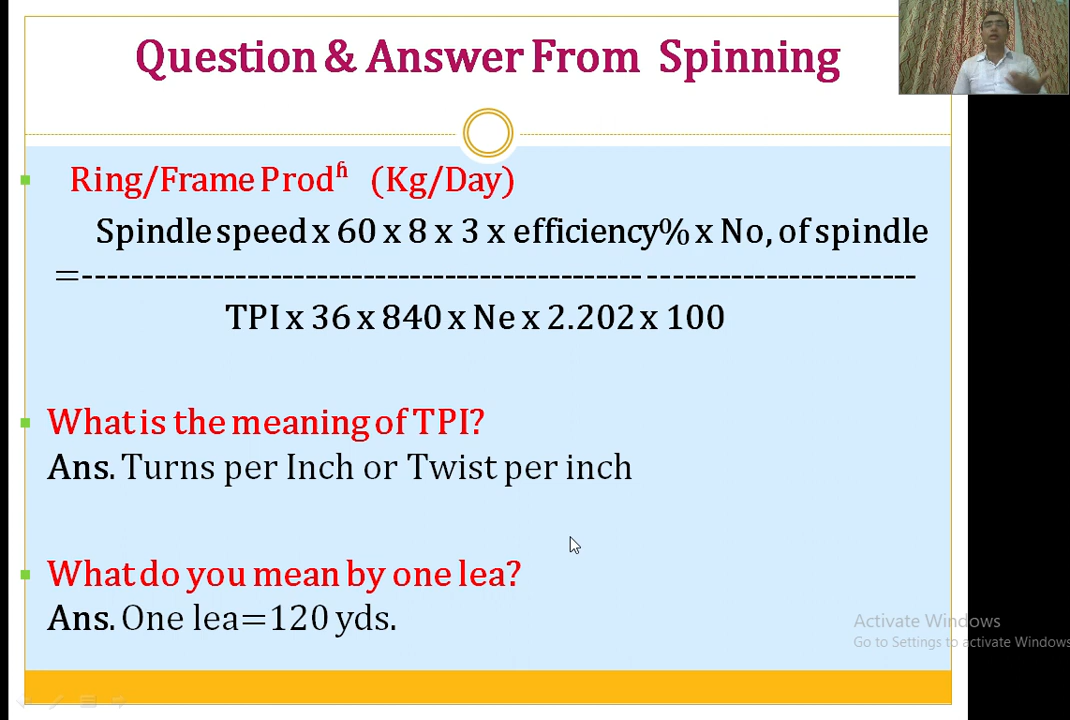 Question & Answer From Spinning
Ring/Frame Prodⁿ (Kg/Day)
Spindle speed x 60 x 8 x 3 x efficiency% x No, of spindle
=---------------------------------------------- ----------------------
TPI x 36 x 840 x Ne x 2.202 x 100
What is the meaning of TPI?
Ans. Turns per Inch or Twist per inch
What do you mean by one lea?
Ans. One lea=120 yds.
Activate Windows
Go to Settings to activate Windows